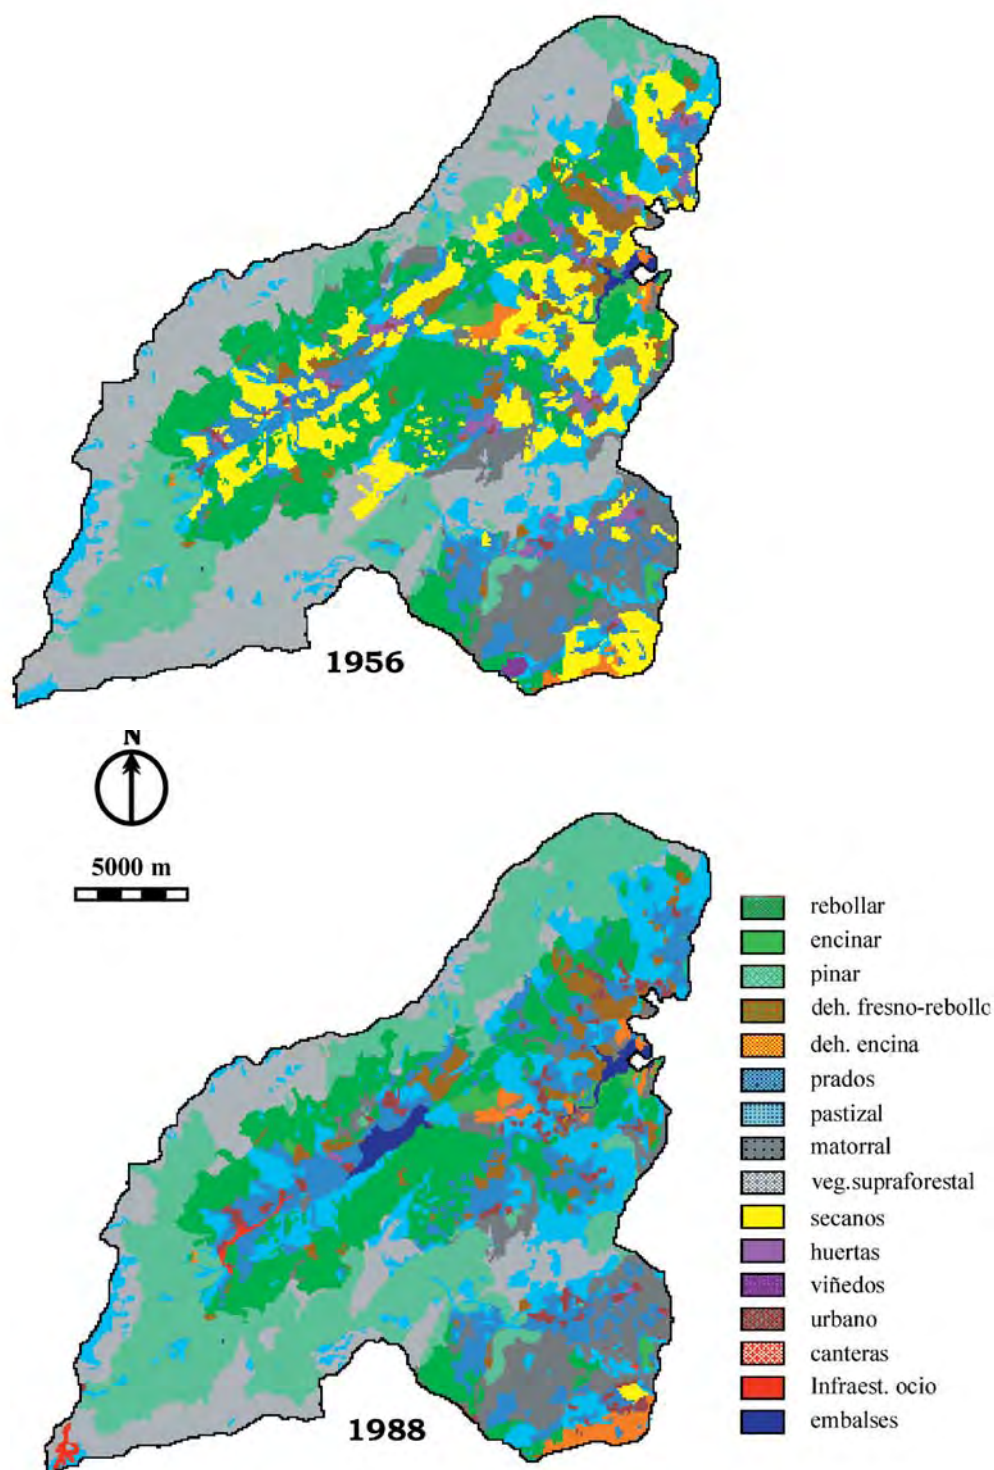 1956
N
5000 m
rebollar
encinar
pinar
deh. fresno-rebollc
deh. encina
prados
pastizal
matorral
veg.supraforestal
secanos
huertas
viñedos
urbano
canteras
Infraest. ocio
embalses
1988